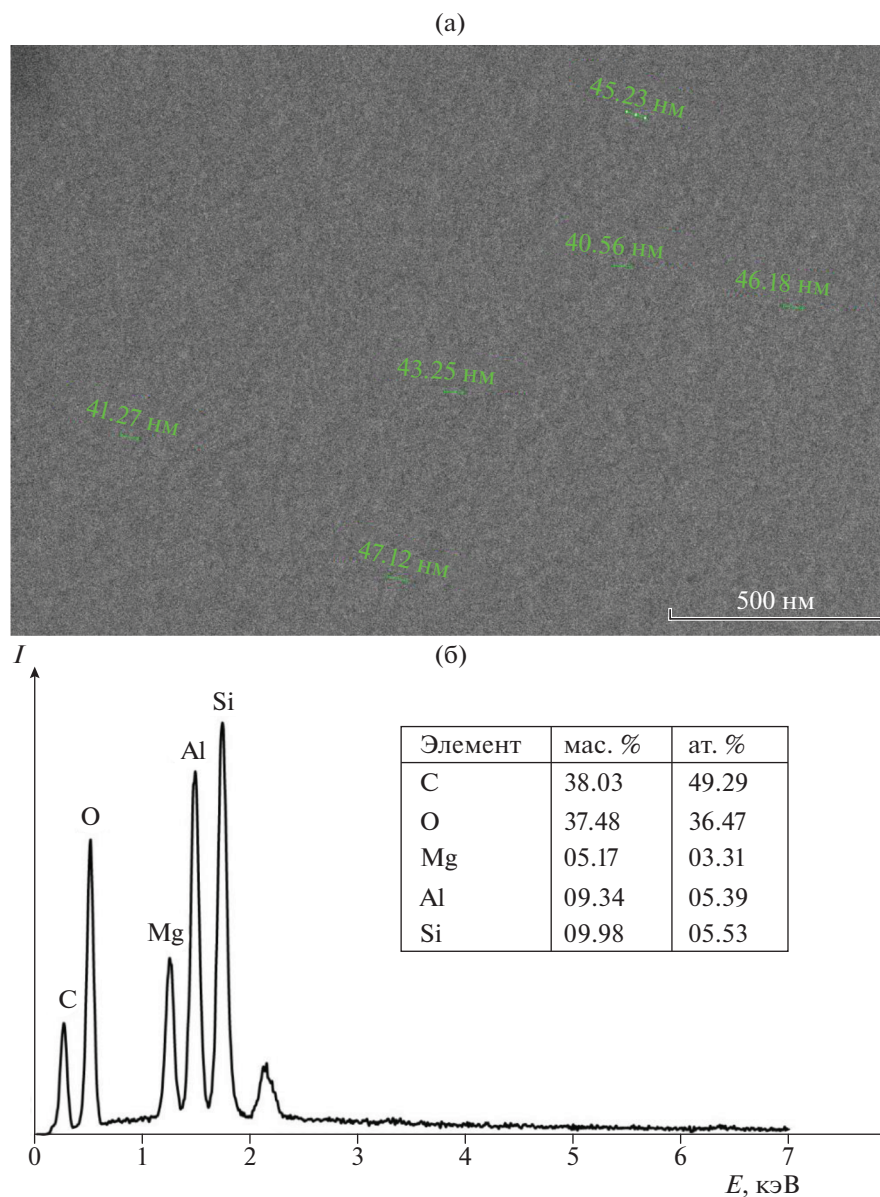 (а)
45.23 нм
40.56 нм
46.18 нм
43.25 нм
41.27 нм
47.12 нм
500 нм
I
(б)
Si
Al
O
Mg
C
Элемент мас. % ат. %
C 38.03 49.29
O 37.48 36.47
Mg 05.17 03.31
Al 09.34 05.39
Si 09.98 05.53
0 1 2 3 4 5 6 7
E, кэВ